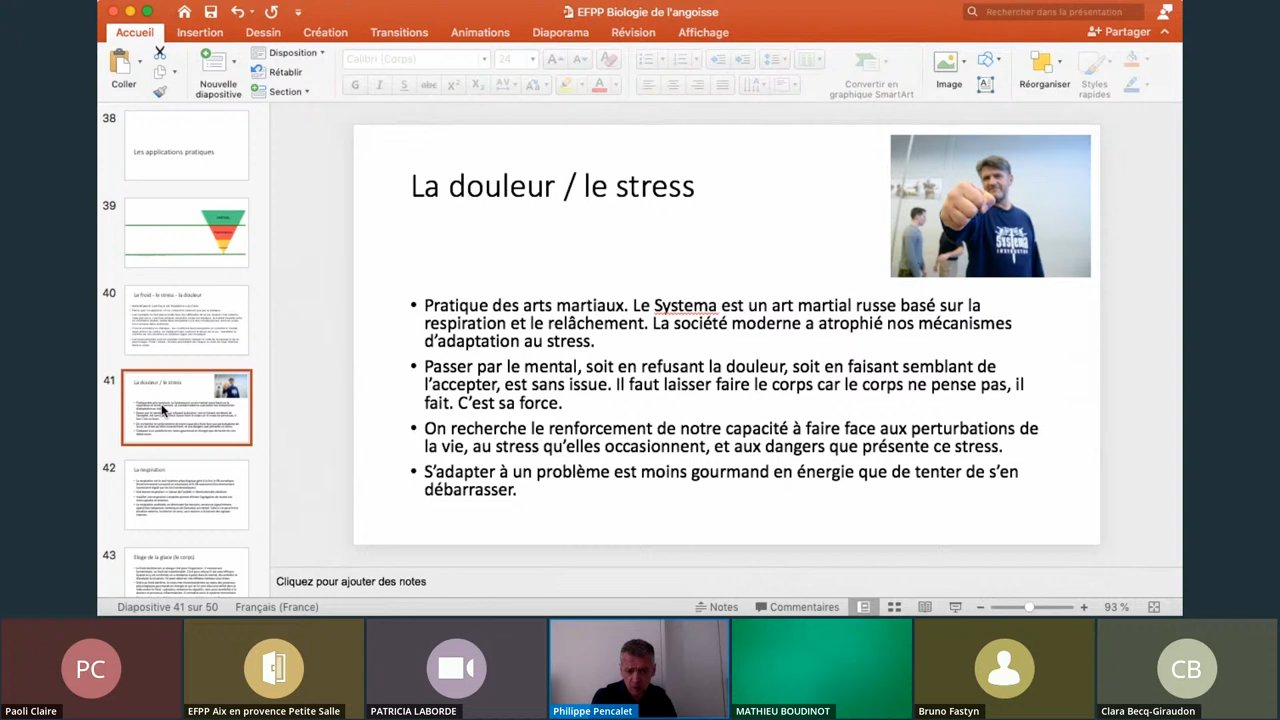 EFPP Biologie de l'angoisse
Rechercher dans la présentation
Accueil
Insertion
Dessin
Création
Transitions
Animations
Diaporama
Révision
Affichage
Partager
Coller
Nouvelle
diapositive
Disposition
Rétablir
Section
Calibri (Corps)
24
Convertir en
graphique SmartArt
Image
Réorganiser
Styles
rapides
38
Les applications pratiques
39
40
Le froid - le stress - la douleur
41
La douleur / le stress
42
La respiration
43
Eloge de la glace (le corps)
La douleur / le stress
Systema
INSTRUCTOR
• Pratique des arts martiaux. Le Systema est un art martial russe basé sur la
respiration et le relâchement. La société moderne a atrophié nos mécanismes
d’adaptation au stress.
• Passer par le mental, soit en refusant la douleur, soit en faisant semblant de
l’accepter, est sans issue. Il faut laisser faire le corps car le corps ne pense pas, il
fait. C’est sa force.
• On recherche le renforcement de notre capacité à faire face aux perturbations de
la vie, au stress qu’elles occasionnent, et aux dangers que présente ce stress.
• S’adapter à un problème est moins gourmand en énergie que de tenter de s’en
débarrasser.
Cliquez pour ajouter des notes
Diapositive 41 sur 50
Français (France)
Notes
Commentaires
93 %
PC
CB
Paoli Claire
EFPP Aix en provence Petite Salle
PATRICIA LABORDE
Philippe Pencalet
MATHIEU BOUDINOT
Bruno Fastyn
Clara Becq-Giraudon